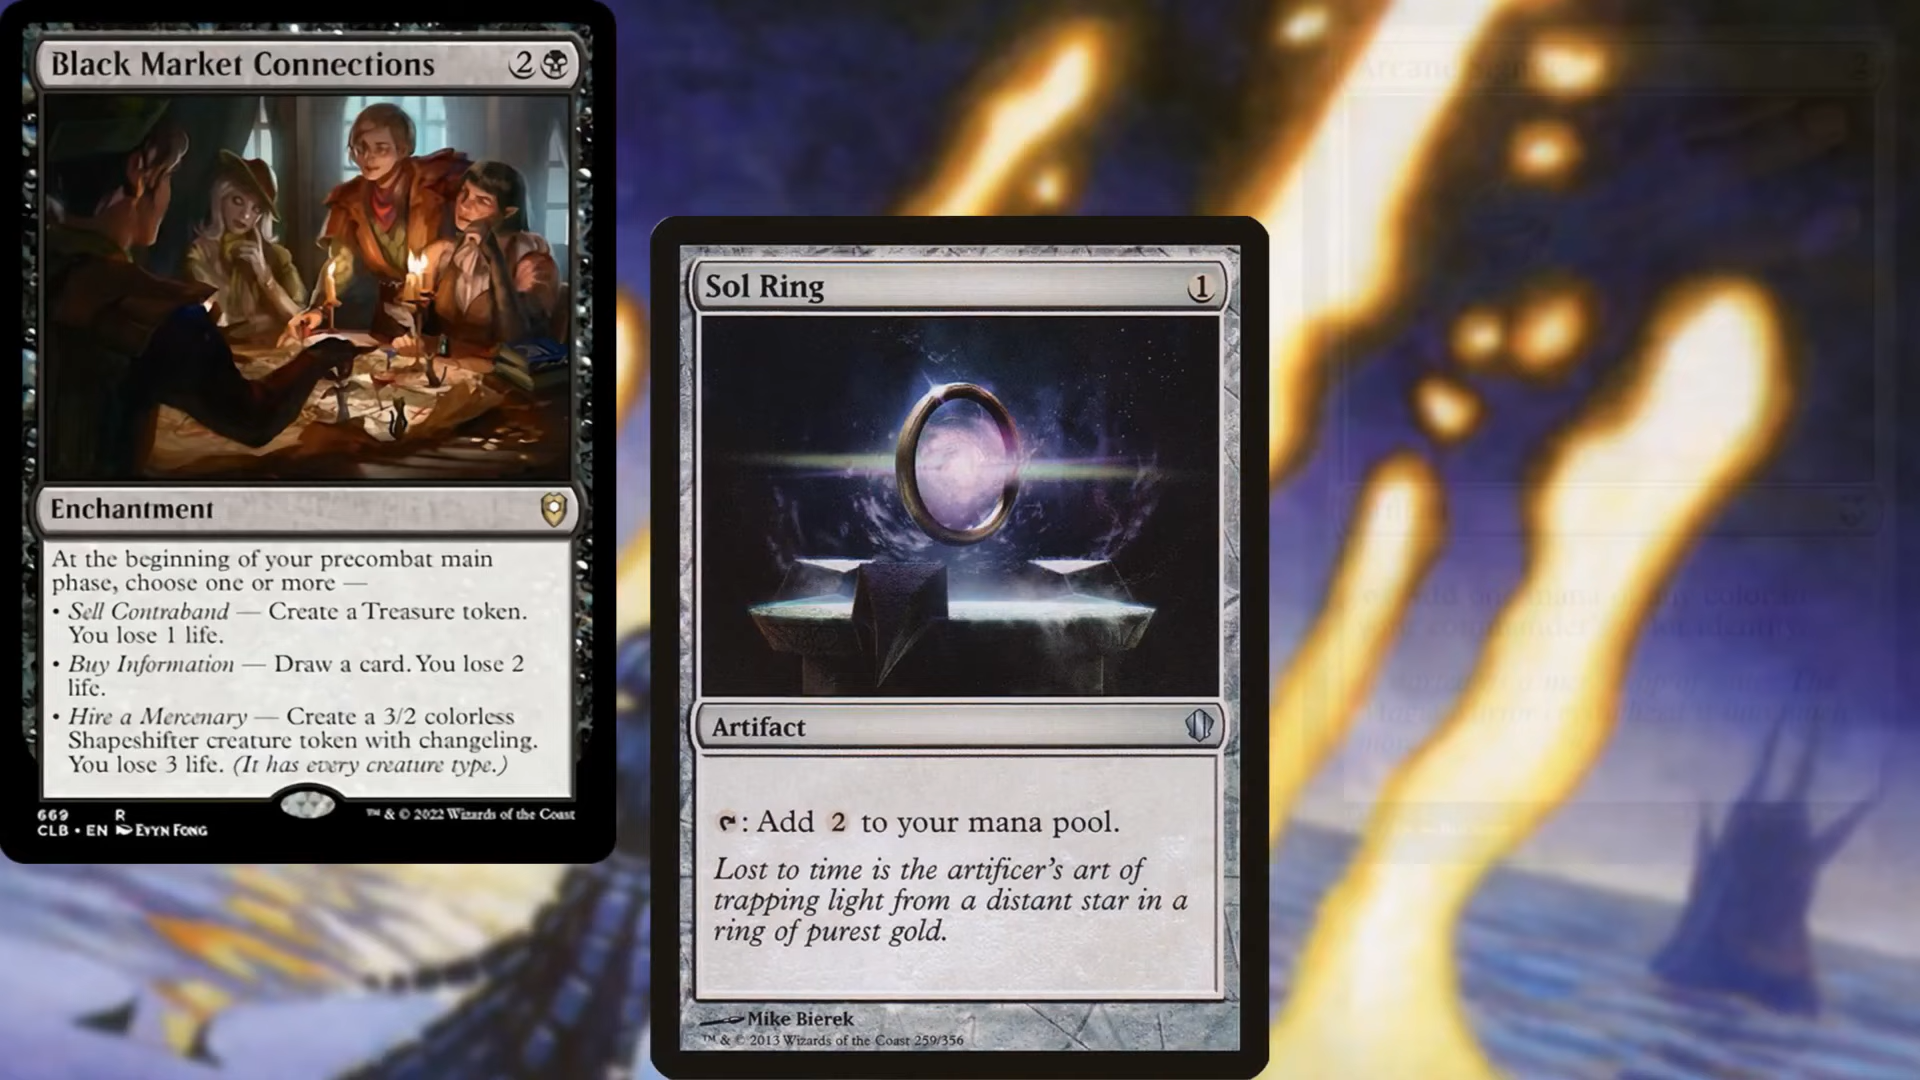 Black Market Connections 2
Enchantment
At the beginning of your precombat main
phase, choose one or more —
• Sell Contraband — Create a Treasure token.
You lose 1 life.
• Buy Information — Draw a card. You lose 2
life.
• Hire a Mercenary — Create a 3/2 colorless
Shapeshifter creature token with changeling.
You lose 3 life. (It has every creature type.)
669 R
CLB • EN Evyn Fong
™ & © 2022 Wizards of the Coast
Sol Ring 1
Artifact
: Add 2 to your mana pool.
Lost to time is the artificer's art of
trapping light from a distant star in a
ring of purest gold.
Mike Bierek
™ & © 2013 Wizards of the Coast 259/356
Arcane